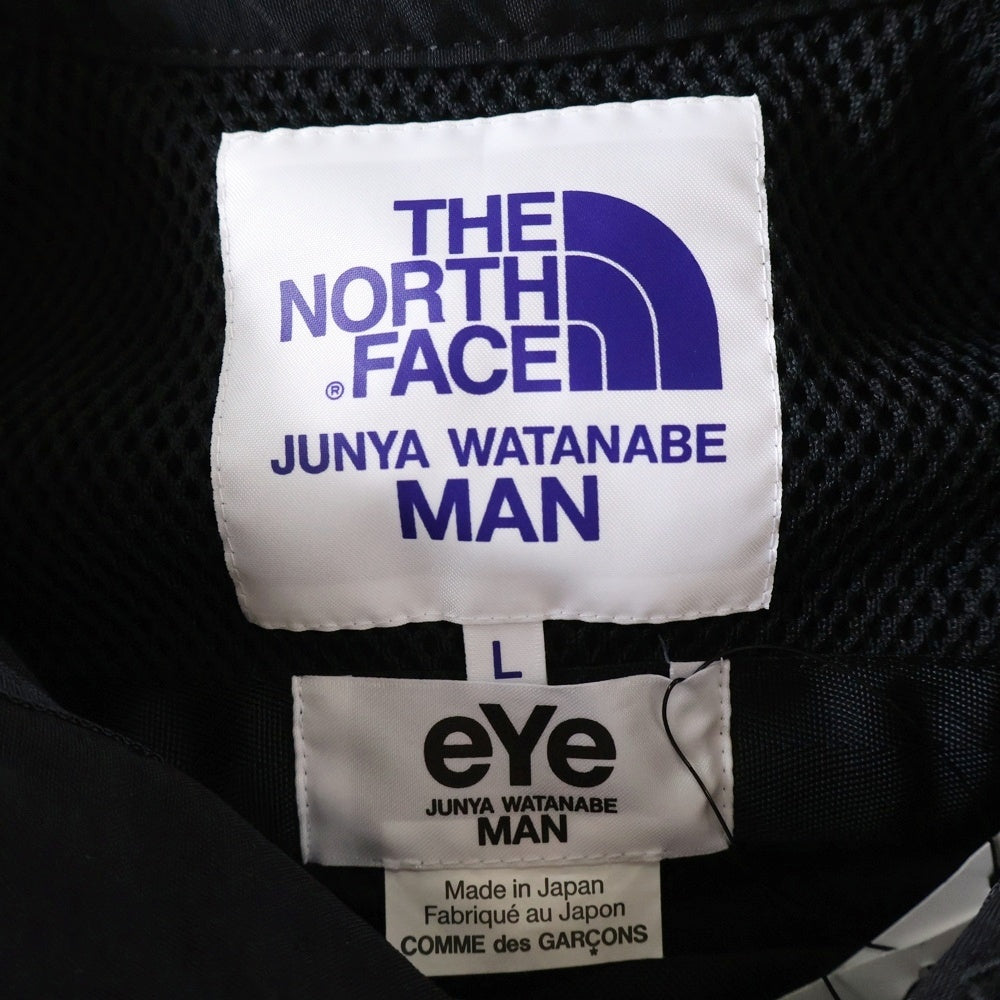 THE
NORTH
® FACE
JUNYA WATANABE
MAN
L
eYe
JUNYA WATANABE
MAN
Made in Japan
Fabriqué au Japon
COMME des GARÇONS